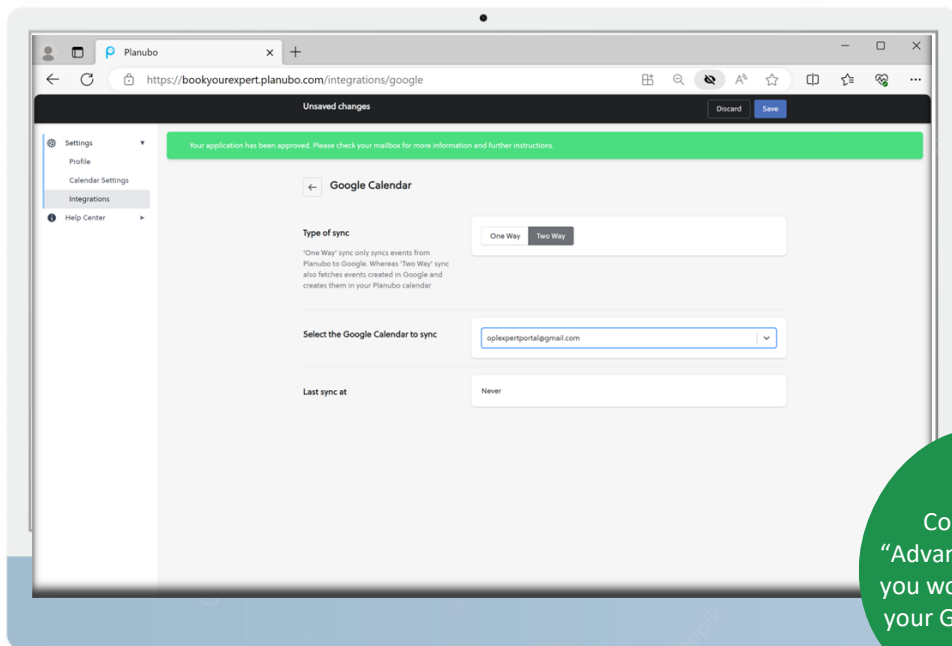 Planubo
https://bookyourexpert.planubo.com/integrations/google
Unsaved changes
Discard
Save
Settings
Profile
Calendar Settings
Integrations
Help Center
Your application has been approved. Please check your mailbox for more information and further instructions.
Google Calendar
Type of sync
'One Way' sync only syncs events from
Planubo to Google. Whereas 'Two Way' sync
also fetches events created in Google and
creates them in your Planubo calendar
One Way
Two Way
Select the Google Calendar to sync
oplexpertportal@gmail.com
Last sync at
Never
Co
“Advan
you wo
your G